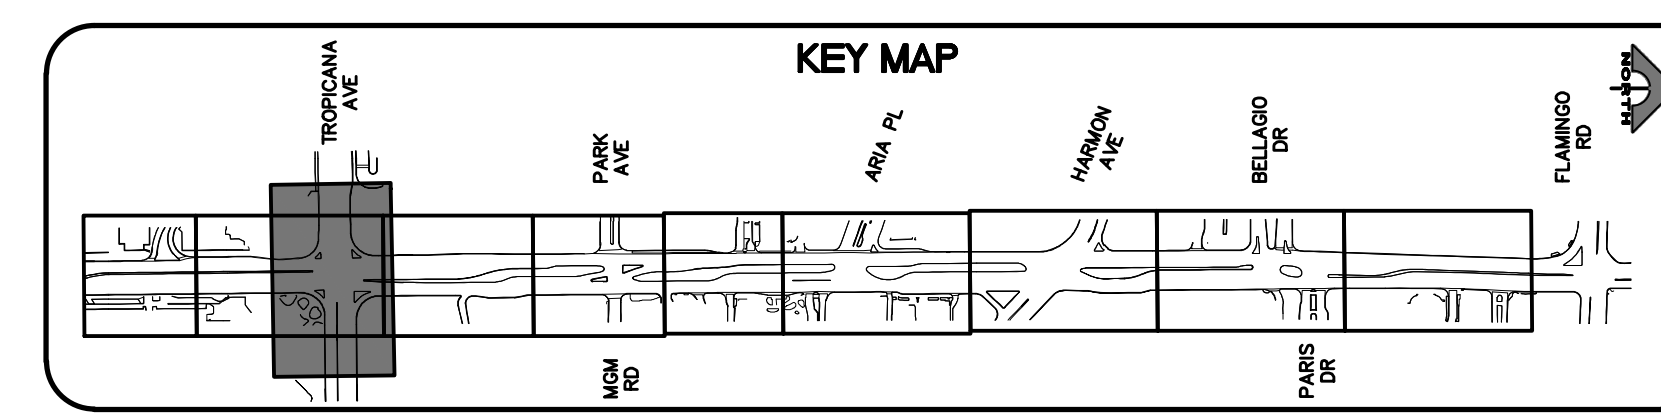 KEY MAP
NORTH
TROPICANA
AVE
PARK
AVE
ARIA PL
HARMON
AVE
BELLAGIO
DR
FLAMINGO
RD
MGM
RD
PARIS
DR